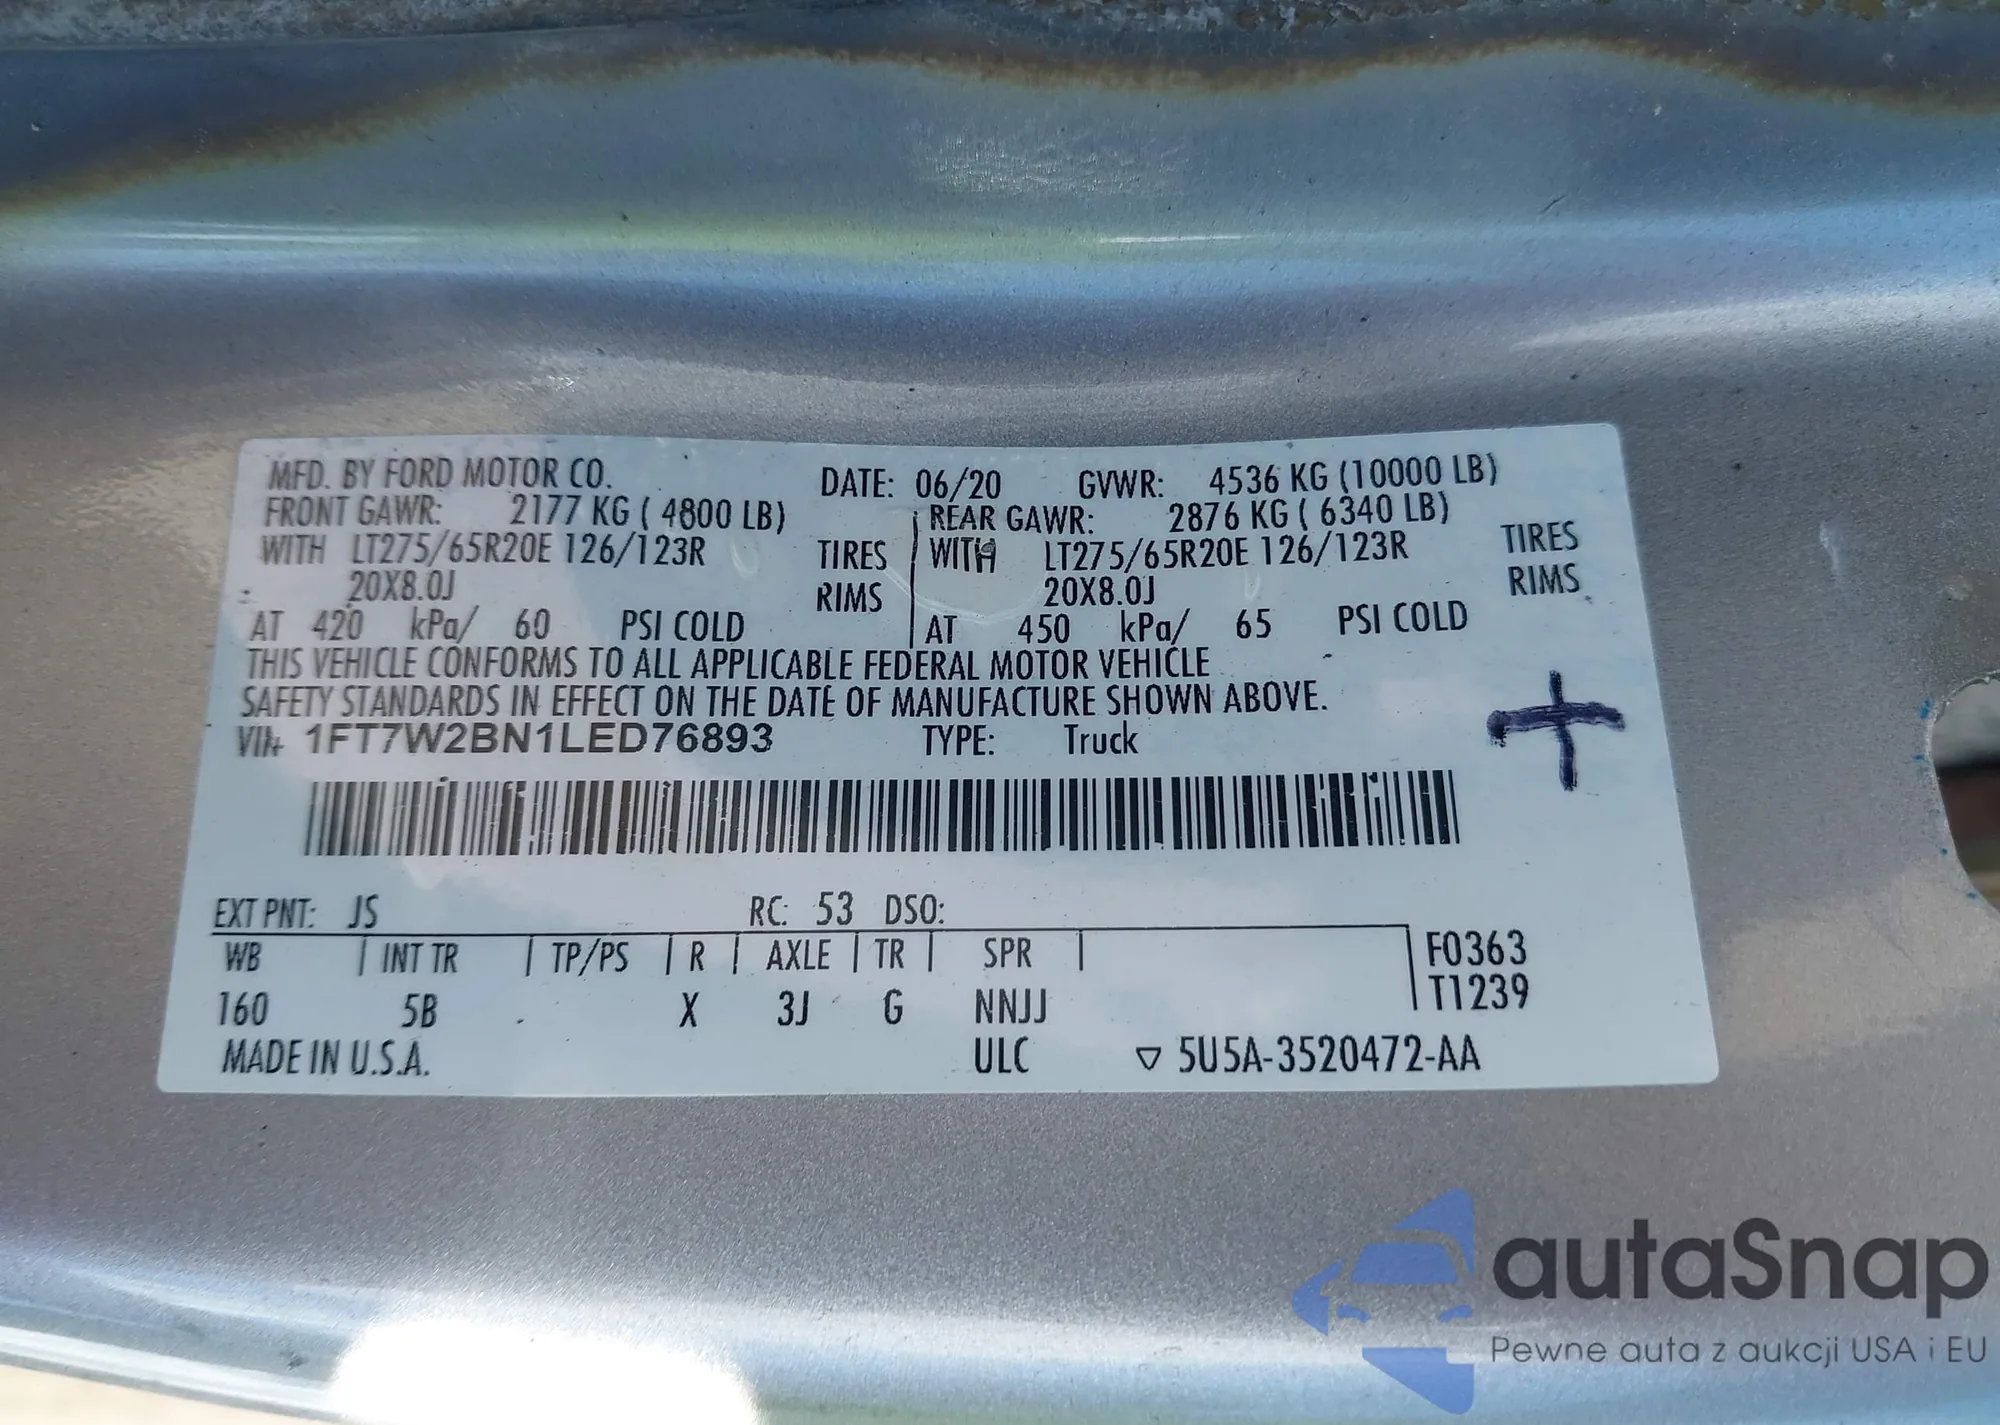 MFD. BY FORD MOTOR CO. DATE: 06/20 GVWR: 4536 KG (10000 LB)
FRONT GAWR: 2177 KG ( 4800 LB) REAR GAWR: 2876 KG ( 6340 LB)
WITH LT275/65R20E 126/123R TIRES WITH LT275/65R20E 126/123R TIRES
20X8.0J RIMS 20X8.0J RIMS
AT 420 kPa/ 60 PSI COLD AT 450 kPa/ 65 PSI COLD
THIS VEHICLE CONFORMS TO ALL APPLICABLE FEDERAL MOTOR VEHICLE
SAFETY STANDARDS IN EFFECT ON THE DATE OF MANUFACTURE SHOWN ABOVE.
VIN 1FT7W2BN1LED76893 TYPE: Truck
EXT PNT: JS RC: 53 DSO:
WB INT TR TP/PS R AXLE TR SPR F0363
T1239
160 5B X 3J G NNJJ
MADE IN U.S.A. ULC ▽ 5U5A-3520472-AA
autaSnap
Pewne auta z aukcji USA i EU